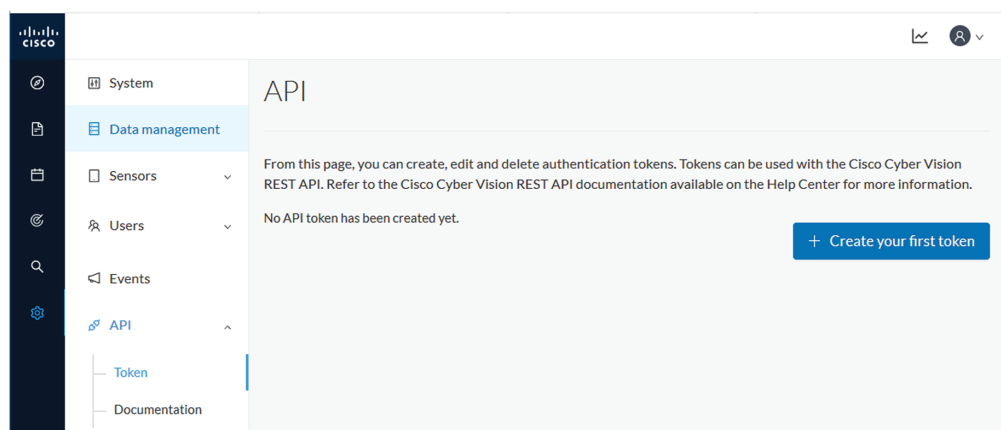 CISCO
System
Data management
Sensors
Users
Events
API
Token
Documentation
API
From this page, you can create, edit and delete authentication tokens. Tokens can be used with the Cisco Cyber Vision
REST API. Refer to the Cisco Cyber Vision REST API documentation available on the Help Center for more information.
No API token has been created yet.
+ Create your first token